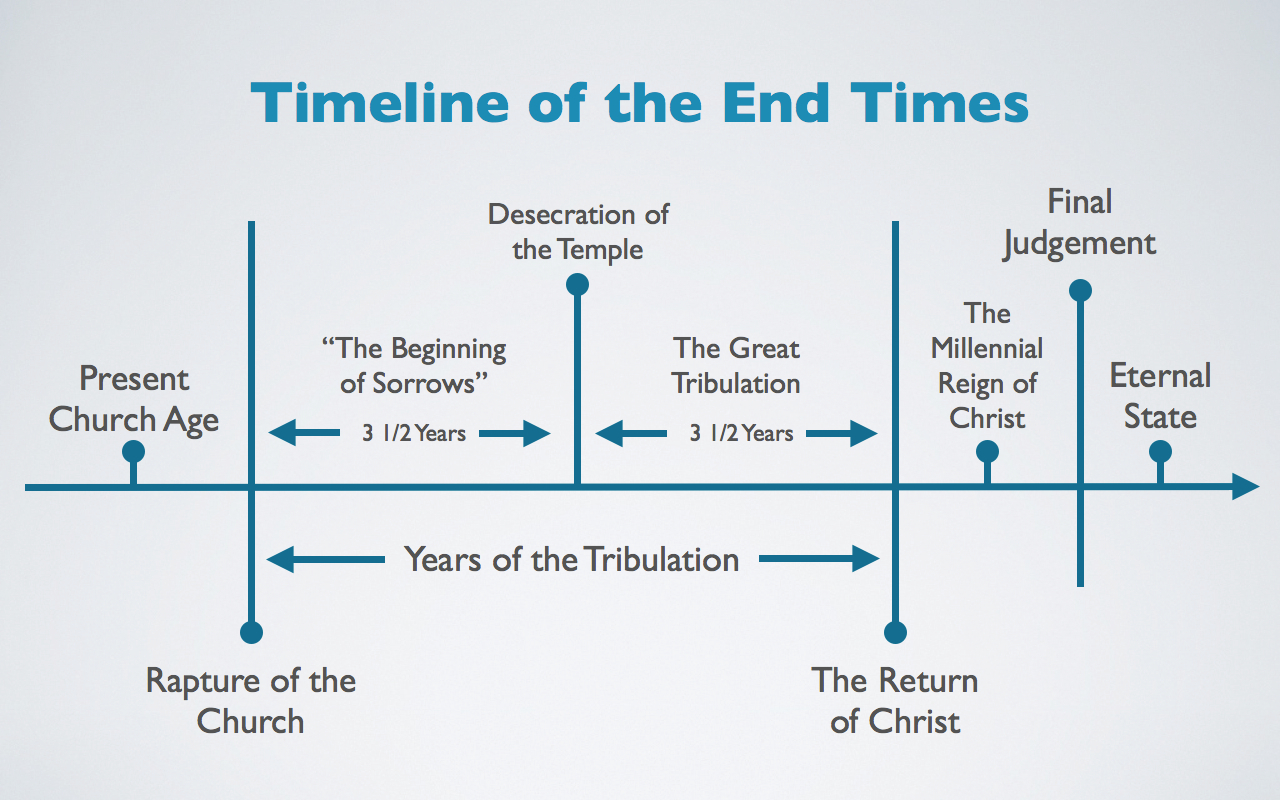 Timeline of the End Times
Desecration of
the Temple
Final
Judgement
"The Beginning
of Sorrows"
3 1/2 Years
The Great
Tribulation
3 1/2 Years
The
Millennial
Reign of
Christ
Present
Church Age
Eternal
State
Years of the Tribulation
Rapture of the
Church
The Return
of Christ